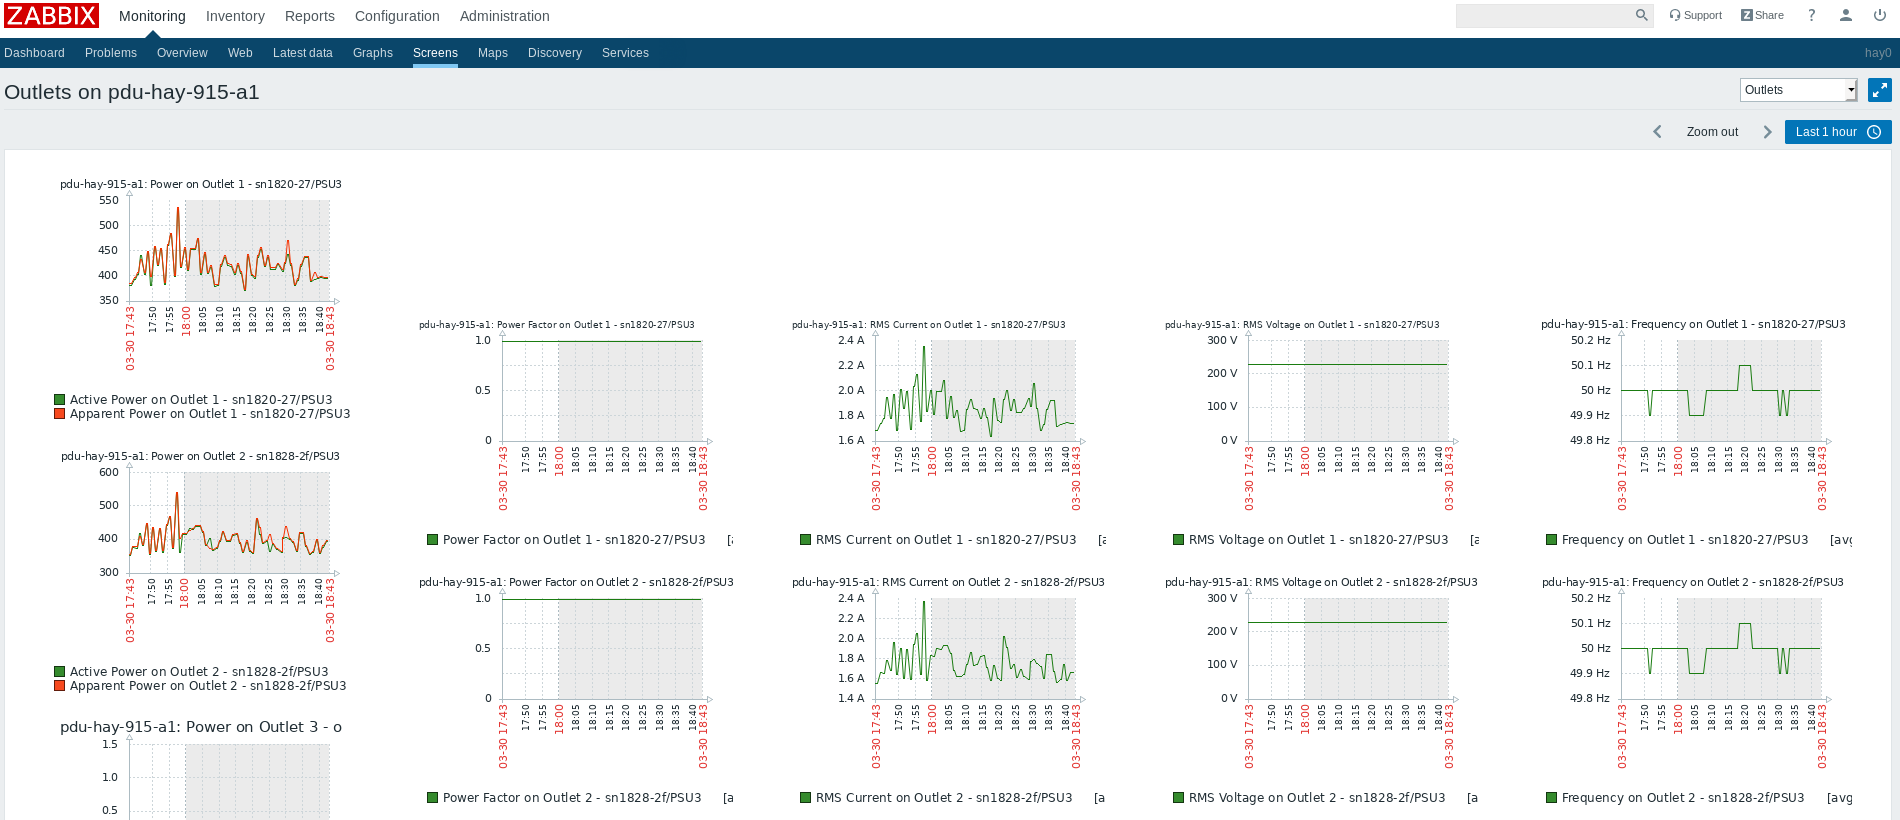 ZABBIX Monitoring Inventory Reports Configuration Administration Support Z Share ?
Dashboard Problems Overview Web Latest data Graphs Screens Maps Discovery Services hay0
Outlets on pdu-hay-915-a1 Outlets
Zoom out Last 1 hour
pdu-hay-915-a1: Power on Outlet 1 - sn1820-27/PSU3
550
500
450
400
350
03-30 17:43 17:50 17:55 18:00 18:05 18:10 18:15 18:20 18:25 18:30 18:35 18:40 03-30 18:43
Active Power on Outlet 1 - sn1820-27/PSU3
Apparent Power on Outlet 1 - sn1820-27/PSU3
pdu-hay-915-a1: Power Factor on Outlet 1 - sn1820-27/PSU3
1.0
0.5
0
03-30 17:43 17:50 17:55 18:00 18:05 18:10 18:15 18:20 18:25 18:30 18:35 18:40 03-30 18:43
Power Factor on Outlet 1 - sn1820-27/PSU3
pdu-hay-915-a1: RMS Current on Outlet 1 - sn1820-27/PSU3
2.4 A
2.2 A
2.0 A
1.8 A
1.6 A
03-30 17:43 17:50 17:55 18:00 18:05 18:10 18:15 18:20 18:25 18:30 18:35 18:40 03-30 18:43
RMS Current on Outlet 1 - sn1820-27/PSU3
pdu-hay-915-a1: RMS Voltage on Outlet 1 - sn1820-27/PSU3
300 V
200 V
100 V
0 V
03-30 17:43 17:50 17:55 18:00 18:05 18:10 18:15 18:20 18:25 18:30 18:35 18:40 03-30 18:43
RMS Voltage on Outlet 1 - sn1820-27/PSU3 [a
pdu-hay-915-a1: Frequency on Outlet 1 - sn1820-27/PSU3
50.2 Hz
50.1 Hz
50 Hz
49.9 Hz
49.8 Hz
03-30 17:43 17:50 17:55 18:00 18:05 18:10 18:15 18:20 18:25 18:30 18:35 18:40 03-30 18:43
Frequency on Outlet 1 - sn1820-27/PSU3 [avg
pdu-hay-915-a1: Power on Outlet 2 - sn1828-2f/PSU3
600
500
400
300
03-30 17:43 17:50 17:55 18:00 18:05 18:10 18:15 18:20 18:25 18:30 18:35 18:40 03-30 18:43
Active Power on Outlet 2 - sn1828-2f/PSU3
Apparent Power on Outlet 2 - sn1828-2f/PSU3
pdu-hay-915-a1: Power Factor on Outlet 2 - sn1828-2f/PSU3
1.0
0.5
0
03-30 17:43 17:50 17:55 18:00 18:05 18:10 18:15 18:20 18:25 18:30 18:35 18:40 03-30 18:43
Power Factor on Outlet 2 - sn1828-2f/PSU3 [a
pdu-hay-915-a1: RMS Current on Outlet 2 - sn1828-2f/PSU3
2.4 A
2.2 A
2.0 A
1.8 A
1.6 A
1.4 A
03-30 17:43 17:50 17:55 18:00 18:05 18:10 18:15 18:20 18:25 18:30 18:35 18:40 03-30 18:43
RMS Current on Outlet 2 - sn1828-2f/PSU3 [a
pdu-hay-915-a1: RMS Voltage on Outlet 2 - sn1828-2f/PSU3
300 V
200 V
100 V
0 V
03-30 17:43 17:50 17:55 18:00 18:05 18:10 18:15 18:20 18:25 18:30 18:35 18:40 03-30 18:43
RMS Voltage on Outlet 2 - sn1828-2f/PSU3 [a
pdu-hay-915-a1: Frequency on Outlet 2 - sn1828-2f/PSU3
50.2 Hz
50.1 Hz
50 Hz
49.9 Hz
49.8 Hz
03-30 17:43 17:50 17:55 18:00 18:05 18:10 18:15 18:20 18:25 18:30 18:35 18:40 03-30 18:43
Frequency on Outlet 2 - sn1828-2f/PSU3 [avg
pdu-hay-915-a1: Power on Outlet 3 - o
1.5
1.0
0.5